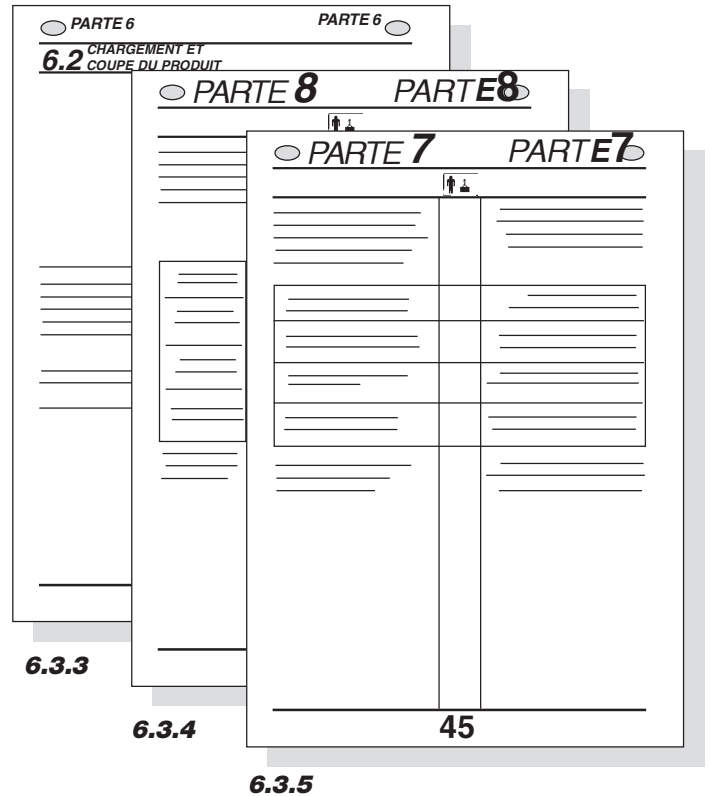 PARTE 6 PARTE 6
6.2 CHARGEMENT ET
COUPE DU PRODUIT
PARTE 8 PARTE8
PARTE 7 PARTE7
45
6.3.3
6.3.4
6.3.5